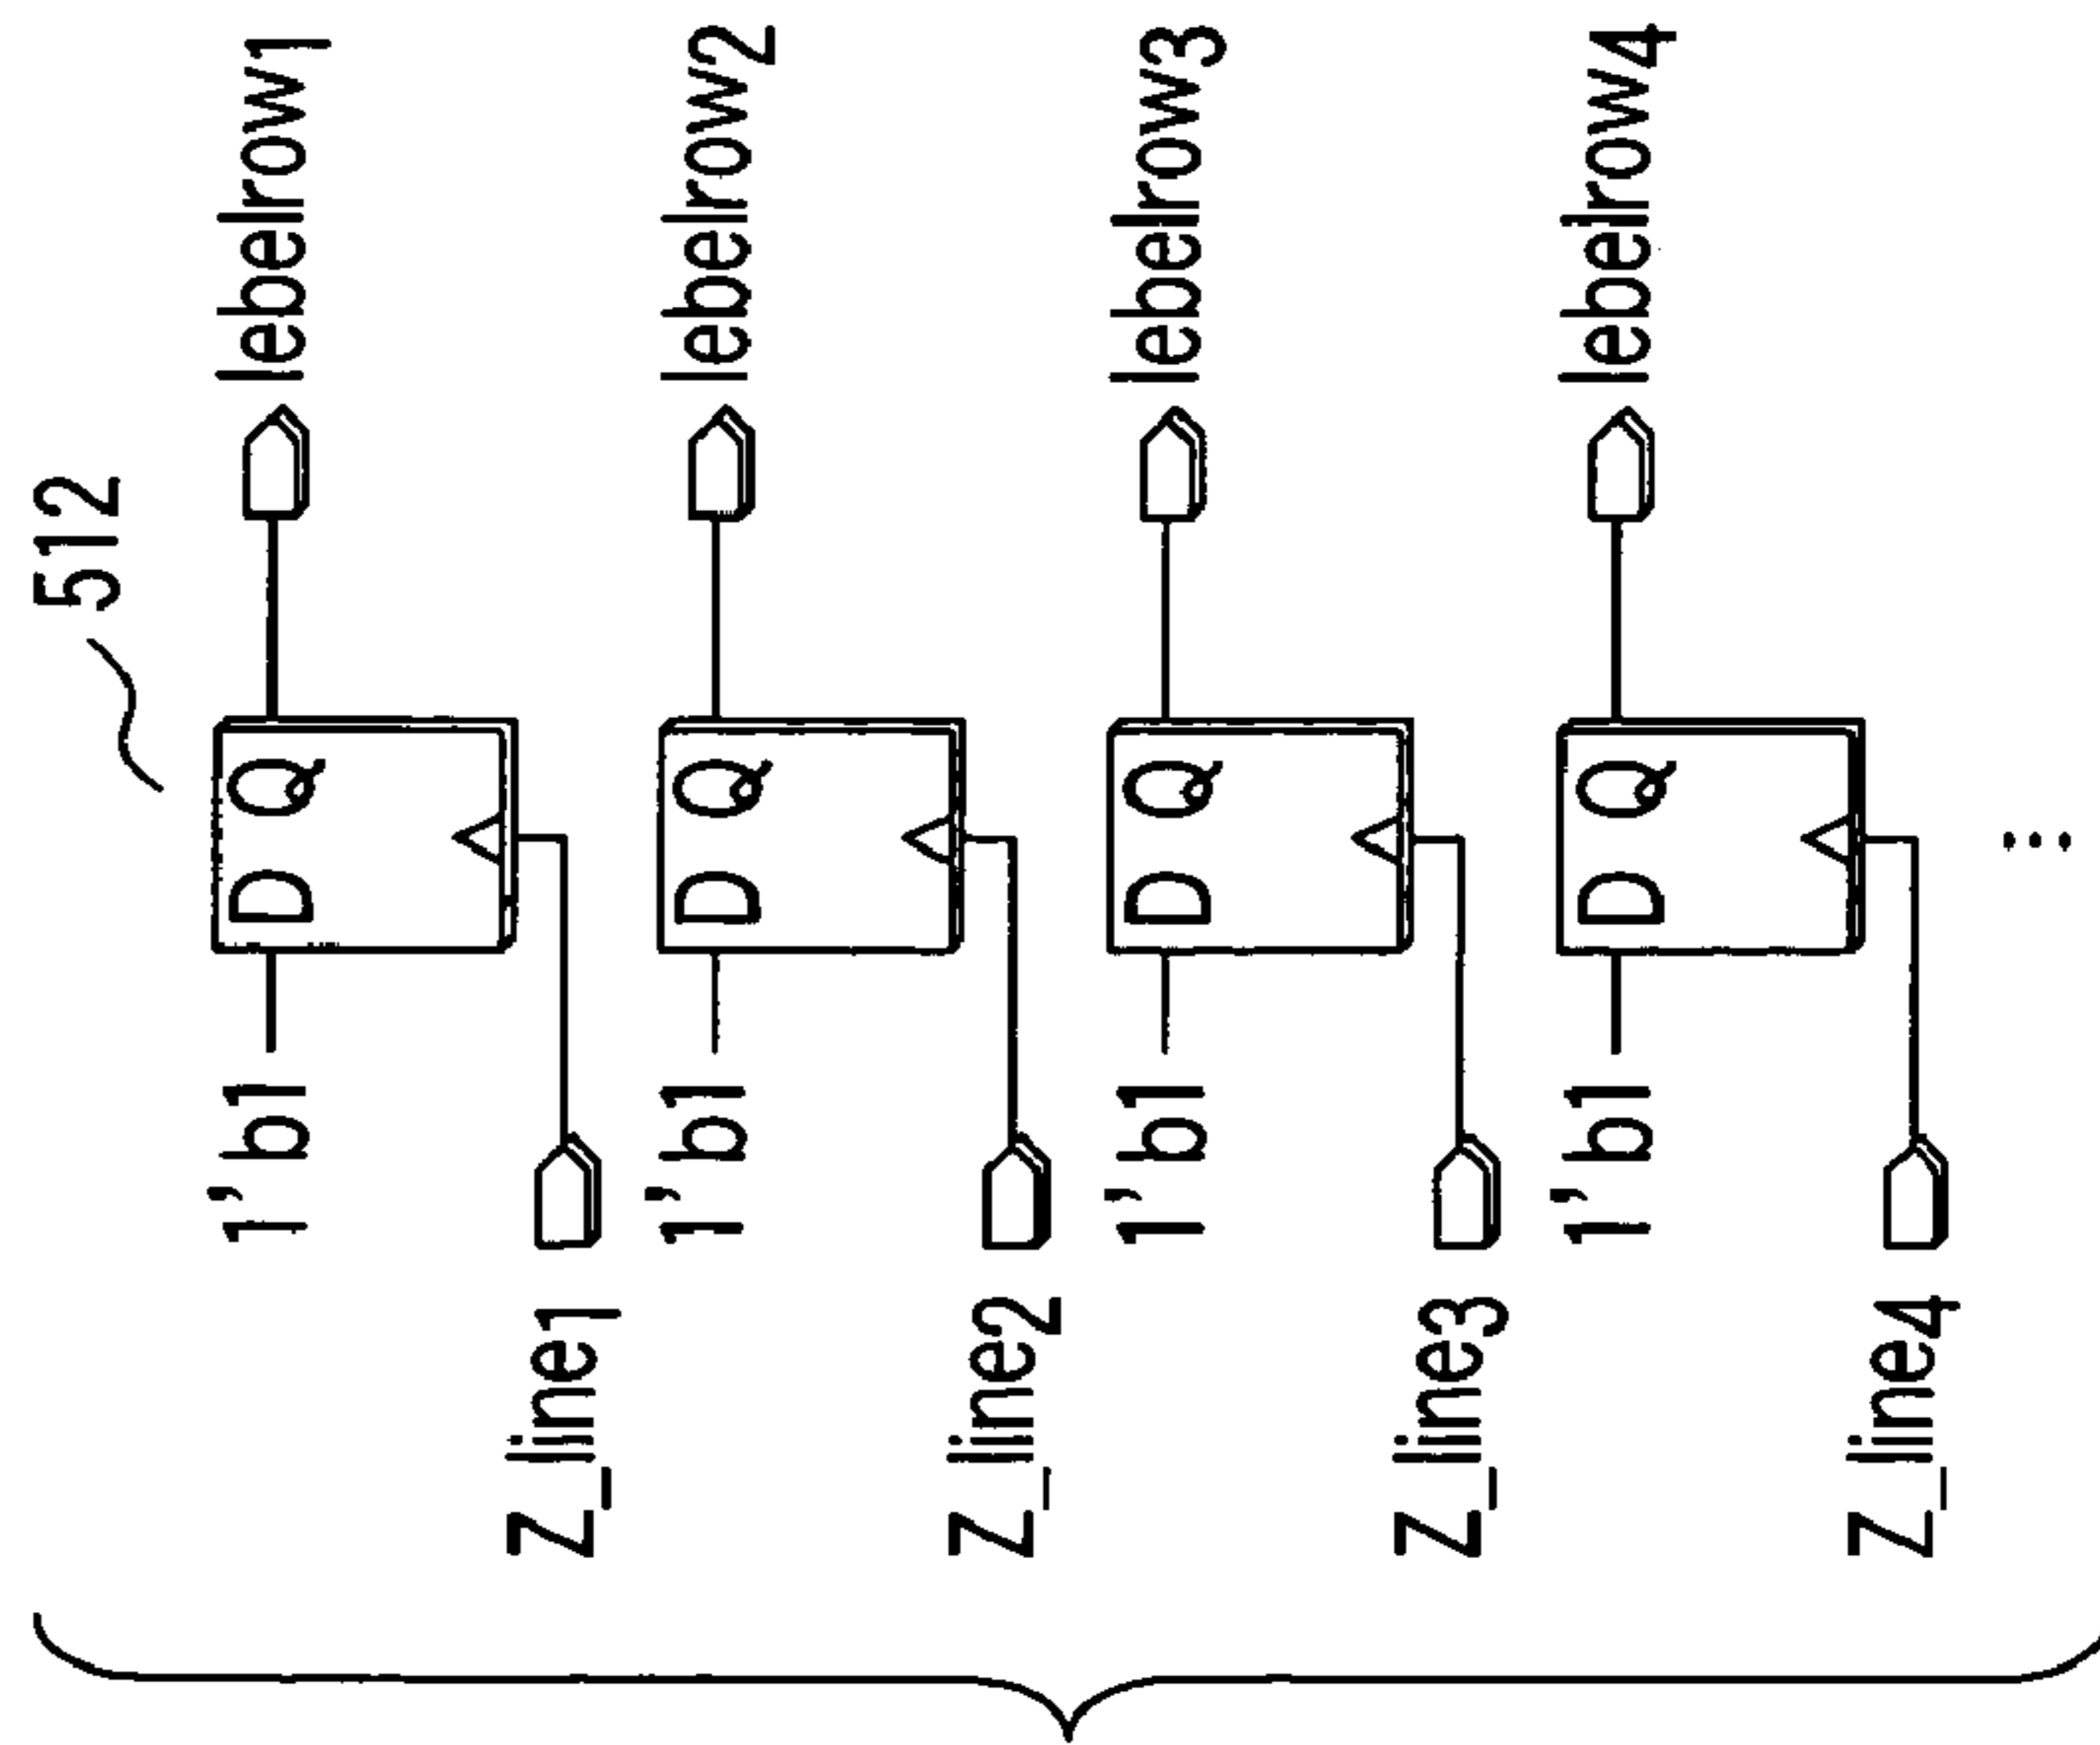 512
1'b1
D Q
lebelrow1
Z_line1
1'b1
D Q
lebelrow2
Z_line2
1'b1
D Q
lebelrow3
Z_line3
1'b1
D Q
lebelrow4
Z_line4
...